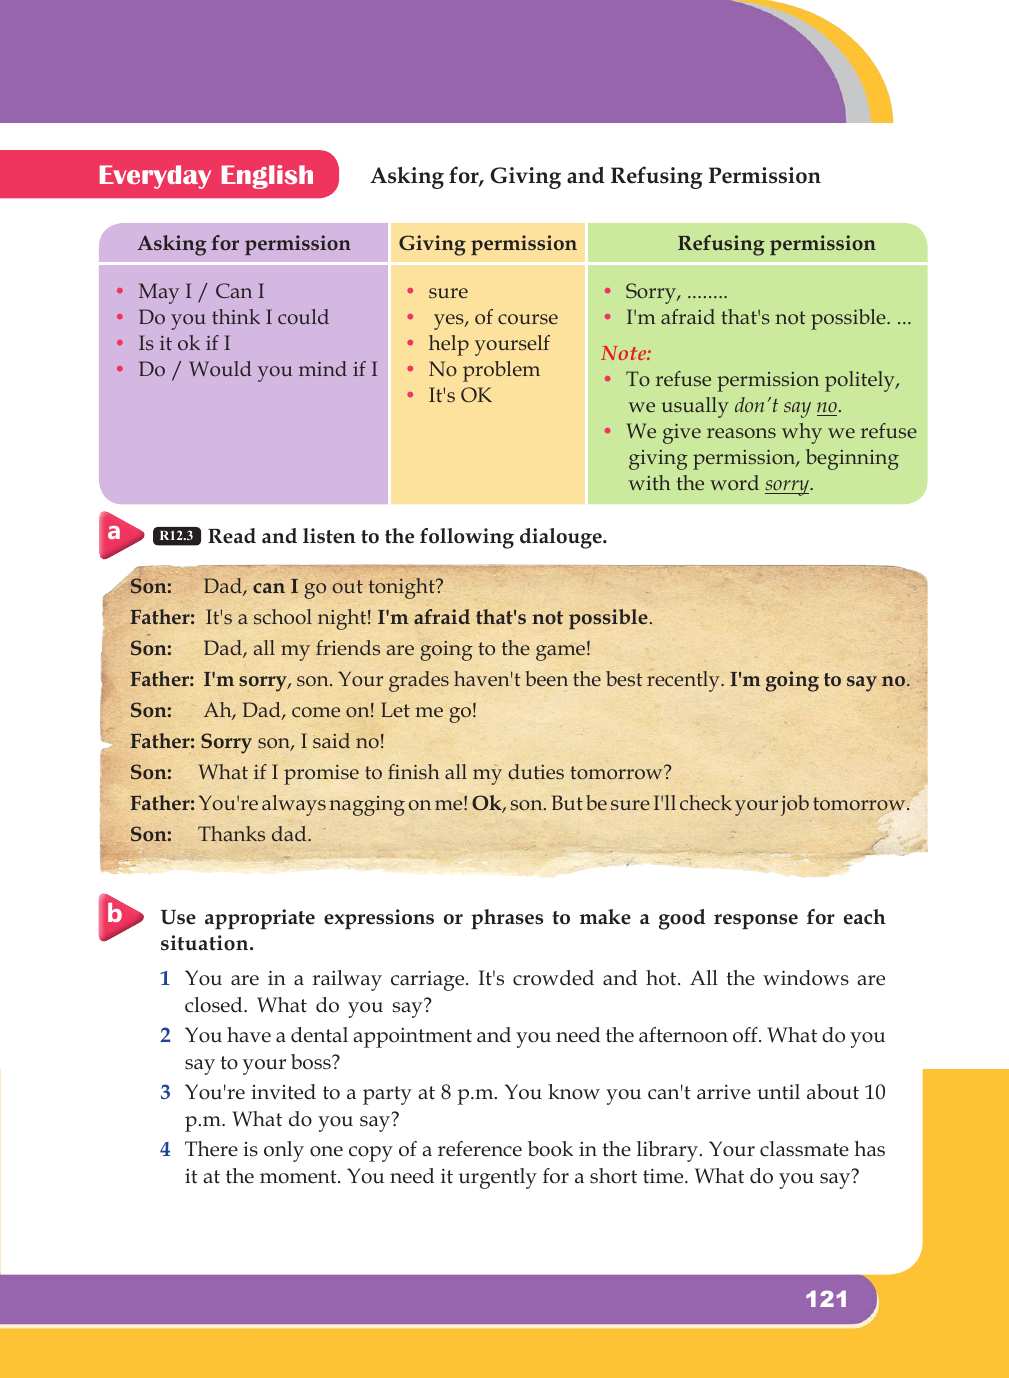 Everyday English
Asking for, Giving and Refusing Permission
Asking for permission
• May I / Can I
• Do you think I could
• Is it ok if I
• Do / Would you mind if I
Giving permission
• sure
• yes, of course
• help yourself
• No problem
• It's OK
Refusing permission
• Sorry, ........
• I'm afraid that's not possible. ...
Note:
• To refuse permission politely,
we usually don't say no.
• We give reasons why we refuse
giving permission, beginning
with the word sorry.
a R12.3 Read and listen to the following dialouge.
Son: Dad, can I go out tonight?
Father: It's a school night! I'm afraid that's not possible.
Son: Dad, all my friends are going to the game!
Father: I'm sorry, son. Your grades haven't been the best recently. I'm going to say no.
Son: Ah, Dad, come on! Let me go!
Father: Sorry son, I said no!
Son: What if I promise to finish all my duties tomorrow?
Father: You're always nagging on me! Ok, son. But be sure I'll check your job tomorrow.
Son: Thanks dad.
b Use appropriate expressions or phrases to make a good response for each
situation.
1 You are in a railway carriage. It's crowded and hot. All the windows are
closed. What do you say?
2 You have a dental appointment and you need the afternoon off. What do you
say to your boss?
3 You're invited to a party at 8 p.m. You know you can't arrive until about 10
p.m. What do you say?
4 There is only one copy of a reference book in the library. Your classmate has
it at the moment. You need it urgently for a short time. What do you say?
121